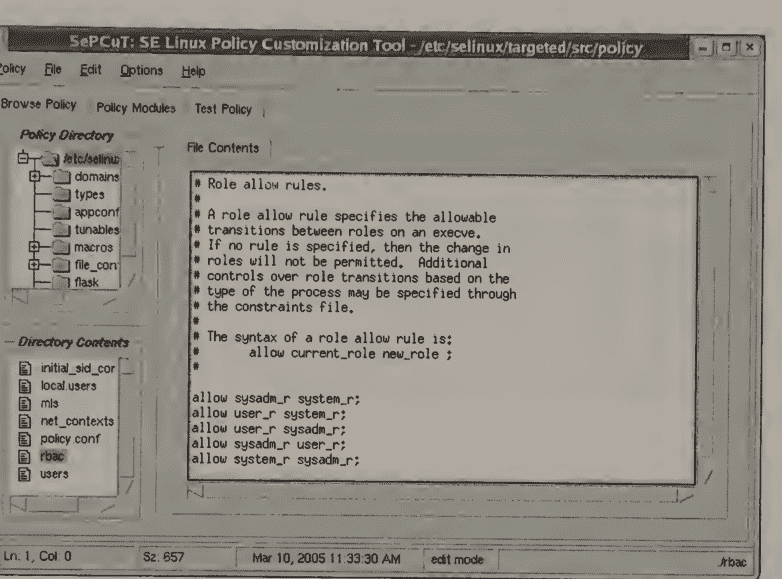 SePCuT: SE Linux Policy Customization Tool - /etc/selinux/targeted/src/policy
Policy File Edit Options Help
Browse Policy Policy Modules Test Policy
Policy Directory
/etc/selinux
domains
types
appconf
tunables
macros
file_con
flask
Directory Contents
initial_sid_cor
local.users
mls
net_contexts
policy.conf
rbac
users
File Contents
# Role allow rules.
#
# A role allow rule specifies the allowable
# transitions between roles on an execve.
# If no rule is specified, then the change in
# roles will not be permitted. Additional
# controls over role transitions based on the
# type of the process may be specified through
# the constraints file.
#
# The syntax of a role allow rule is:
# allow current_role new_role ;
#
allow sysadm_r system_r;
allow user_r system_r;
allow user_r sysadm_r;
allow sysadm_r user_r;
allow system_r sysadm_r;
Ln: 1, Col: 0 Sz. 657 Mar 10, 2005 11:33:30 AM edit mode ./rbac